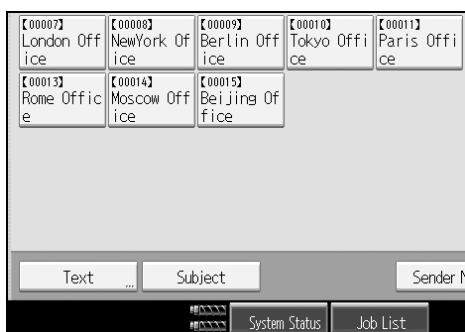 【00007】 【00008】 【00009】 【00010】 【00011】
London Off NewYork Of Berlin Off Tokyo Offi Paris Offi
ice ice ice ce ce
【00013】 【00014】 【00015】
Rome Offic Moscow Off Beijing Of
e ice fice
Text ... Subject Sender
System Status Job List